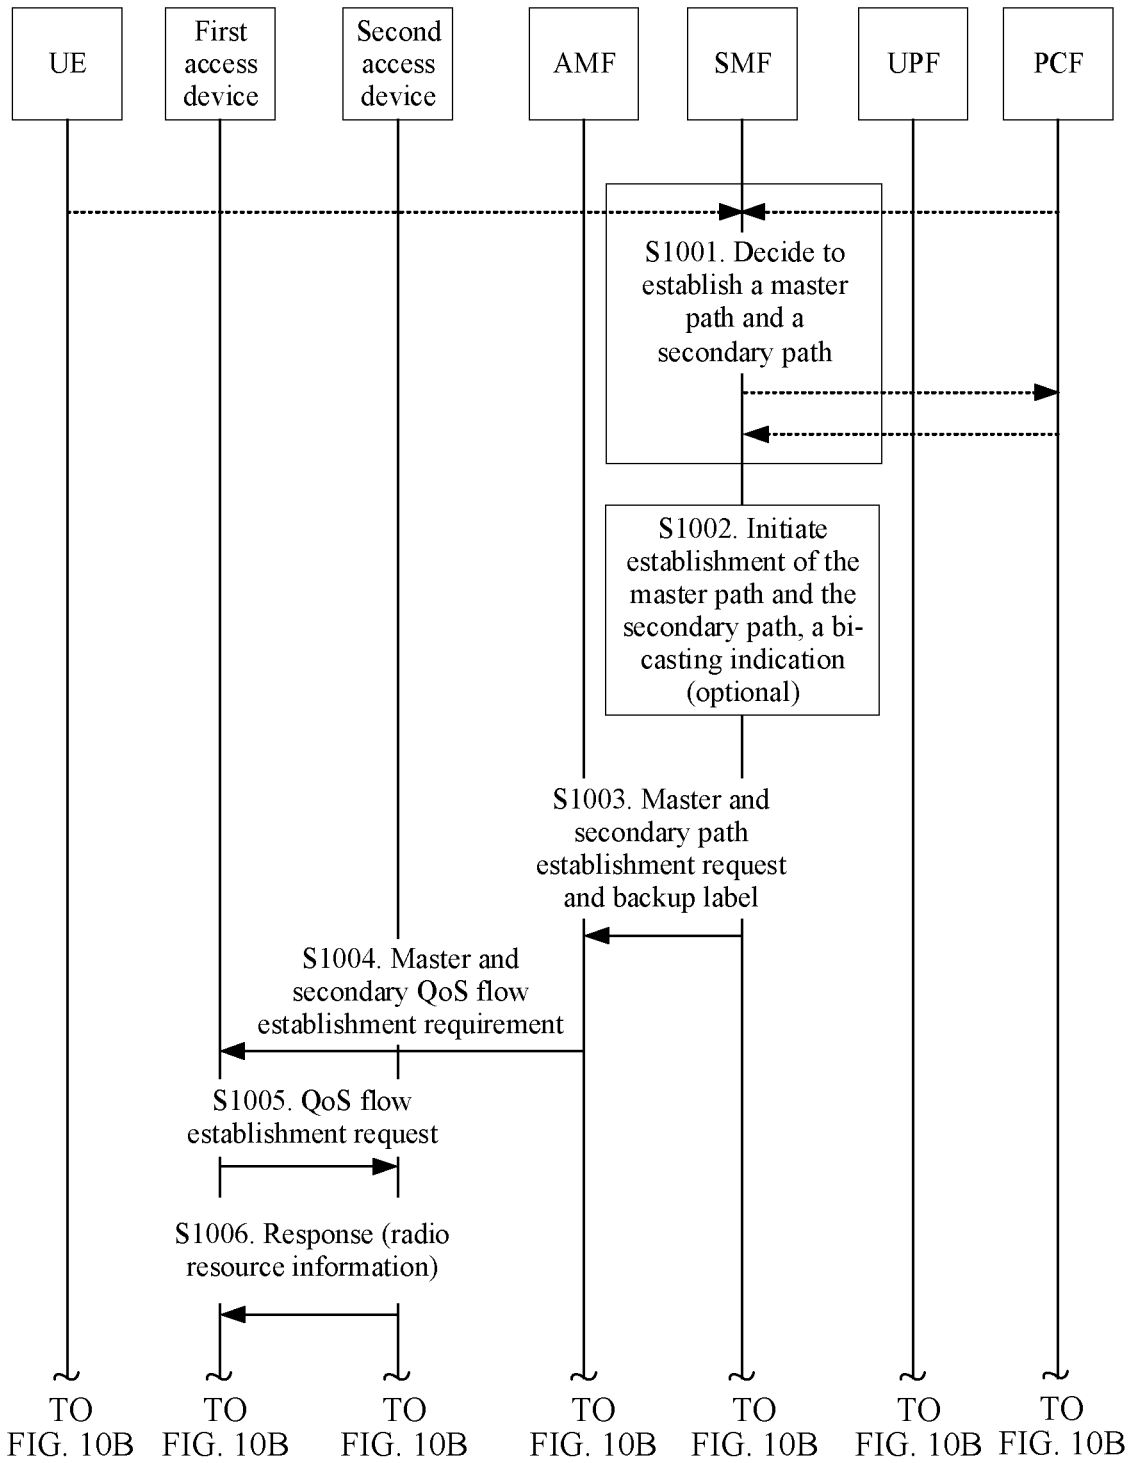 UE
First
access
device
Second
access
device
AMF
SMF
UPF
PCF
S1001. Decide to
establish a master
path and a
secondary path
S1002. Initiate
establishment of the
master path and the
secondary path, a bi-
casting indication
(optional)
S1003. Master and
secondary path
establishment request
and backup label
S1004. Master and
secondary QoS flow
establishment requirement
S1005. QoS flow
establishment request
S1006. Response (radio
resource information)
TO
FIG. 10B
TO
FIG. 10B
TO
FIG. 10B
TO
FIG. 10B
TO
FIG. 10B
TO
FIG. 10B
TO
FIG. 10B